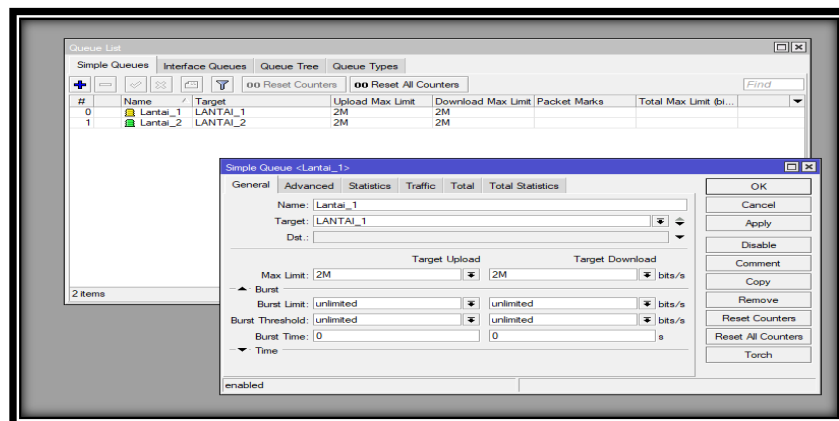 Queue List
Simple Queues Interface Queues Queue Tree Queue Types
00 Reset Counters 00 Reset All Counters Find
# Name Target Upload Max Limit Download Max Limit Packet Marks Total Max Limit (bi...
0 Lantai_1 LANTAI_1 2M 2M
1 Lantai_2 LANTAI_2 2M 2M
2 items
Simple Queue <Lantai_1>
General Advanced Statistics Traffic Total Total Statistics
Name: Lantai_1
Target: LANTAI_1
Dst.:
Target Upload Target Download
Max Limit: 2M 2M bits/s
Burst
Burst Limit: unlimited unlimited bits/s
Burst Threshold: unlimited unlimited bits/s
Burst Time: 0 0 s
Time
enabled
OK
Cancel
Apply
Disable
Comment
Copy
Remove
Reset Counters
Reset All Counters
Torch